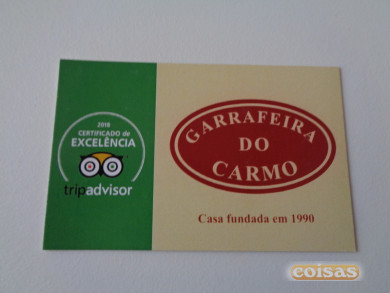 2018
CERTIFICADO de
EXCELÊNCIA
tripadvisor
GARRAFEIRA
DO
CARMO
Casa fundada em 1990
coisas